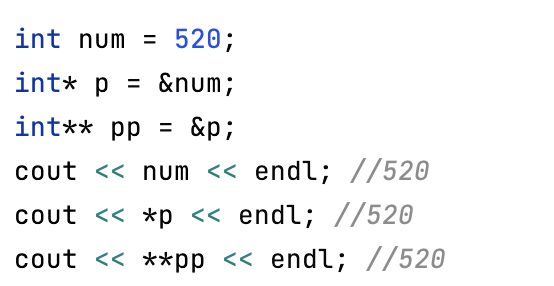 int num = 520;
int* p = &num;
int** pp = &p;
cout << num << endl; //520
cout << *p << endl; //520
cout << **pp << endl; //520